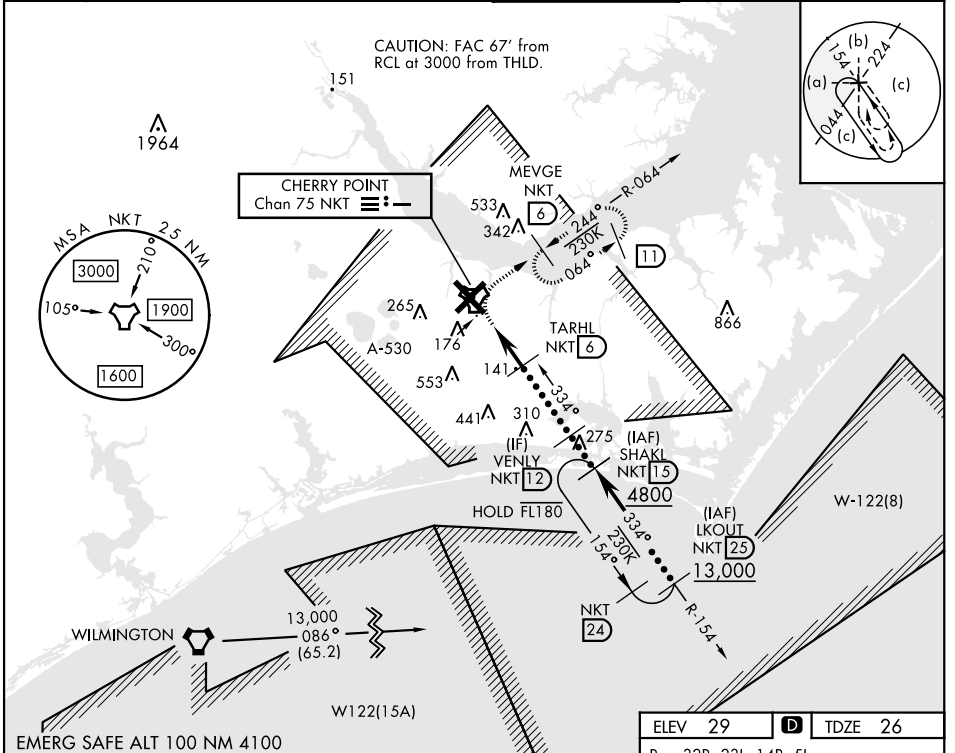 CAUTION: FAC 67' from
RCL at 3000 from THLD.
151
1964
(b)
154
224
(a)
(c)
044
(c)
CHERRY POINT
Chan 75 NKT
MEVGE
NKT
6
R-064
533
342
244°
230K
064°
11
MSA NKT 25 NM
3000
210°
105°
1900
300°
1600
265
176
A-530
866
TARHL
NKT 6
141
553
334°
441
310
275
(IF)
VENLY
NKT 12
(IAF)
SHAKL
NKT 15
4800
HOLD FL180
W-122(8)
334°
230K
154°
(IAF)
LKOUT
NKT 25
13,000
NKT
24
R-154
WILMINGTON
13,000
086°
(65.2)
W122(15A)
EMERG SAFE ALT 100 NM 4100
ELEV 29
D
TDZE 26